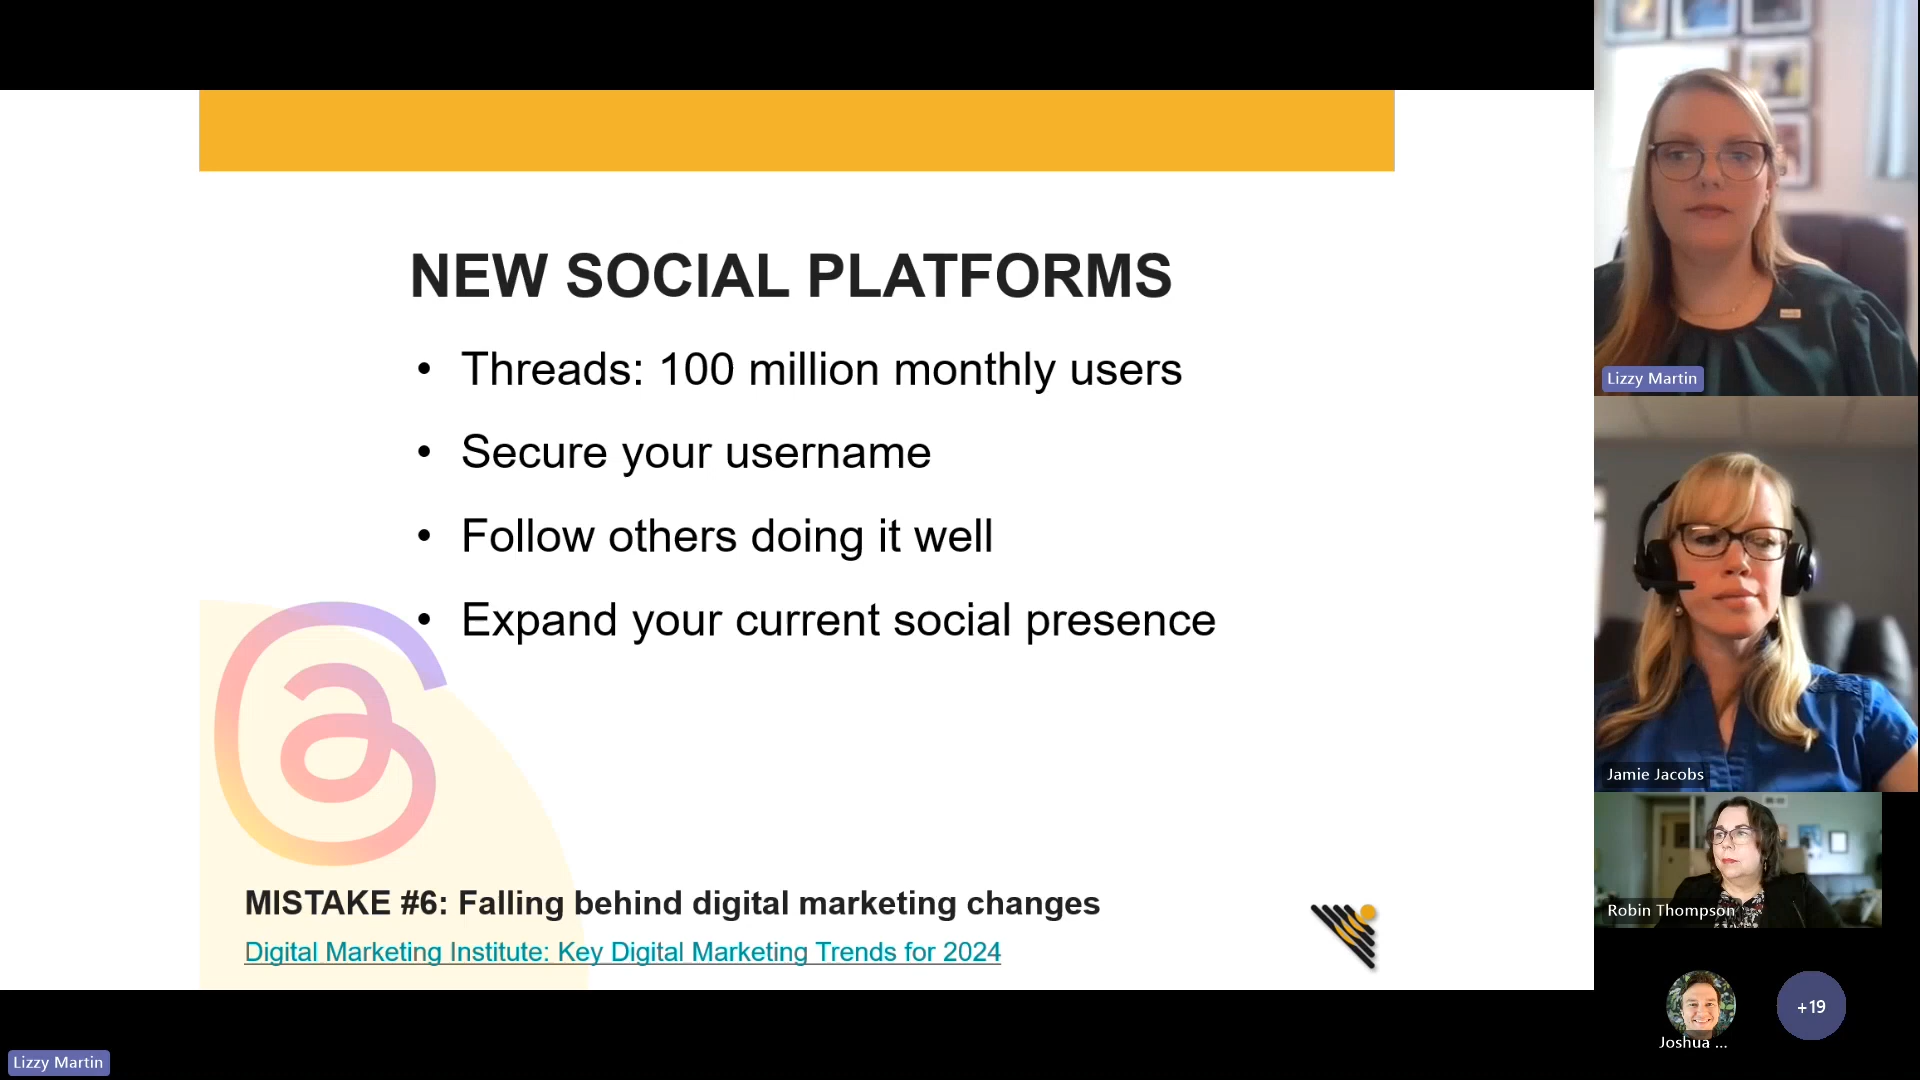 NEW SOCIAL PLATFORMS
• Threads: 100 million monthly users
• Secure your username
• Follow others doing it well
• Expand your current social presence
MISTAKE #6: Falling behind digital marketing changes
Digital Marketing Institute: Key Digital Marketing Trends for 2024
Lizzy Martin
Jamie Jacobs
Robin Thompson
Joshua ...
+19
Lizzy Martin